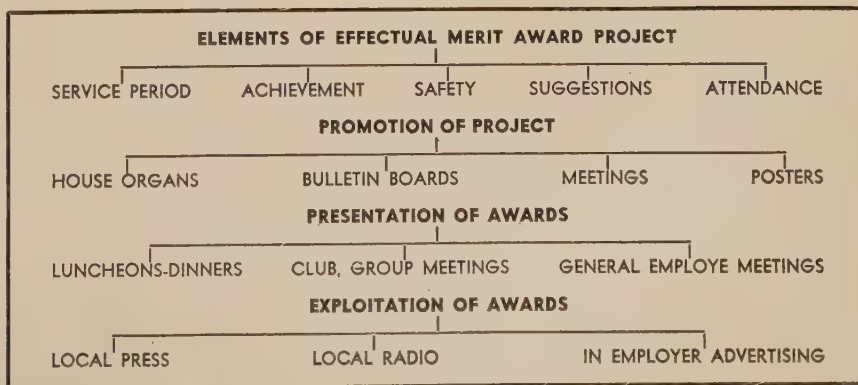 ELEMENTS OF EFFECTUAL MERIT AWARD PROJECT
SERVICE PERIOD ACHIEVEMENT SAFETY SUGGESTIONS ATTENDANCE
PROMOTION OF PROJECT
HOUSE ORGANS BULLETIN BOARDS MEETINGS POSTERS
PRESENTATION OF AWARDS
LUNCHEONS-DINNERS CLUB, GROUP MEETINGS GENERAL EMPLOYE MEETINGS
EXPLOITATION OF AWARDS
LOCAL PRESS LOCAL RADIO IN EMPLOYER ADVERTISING